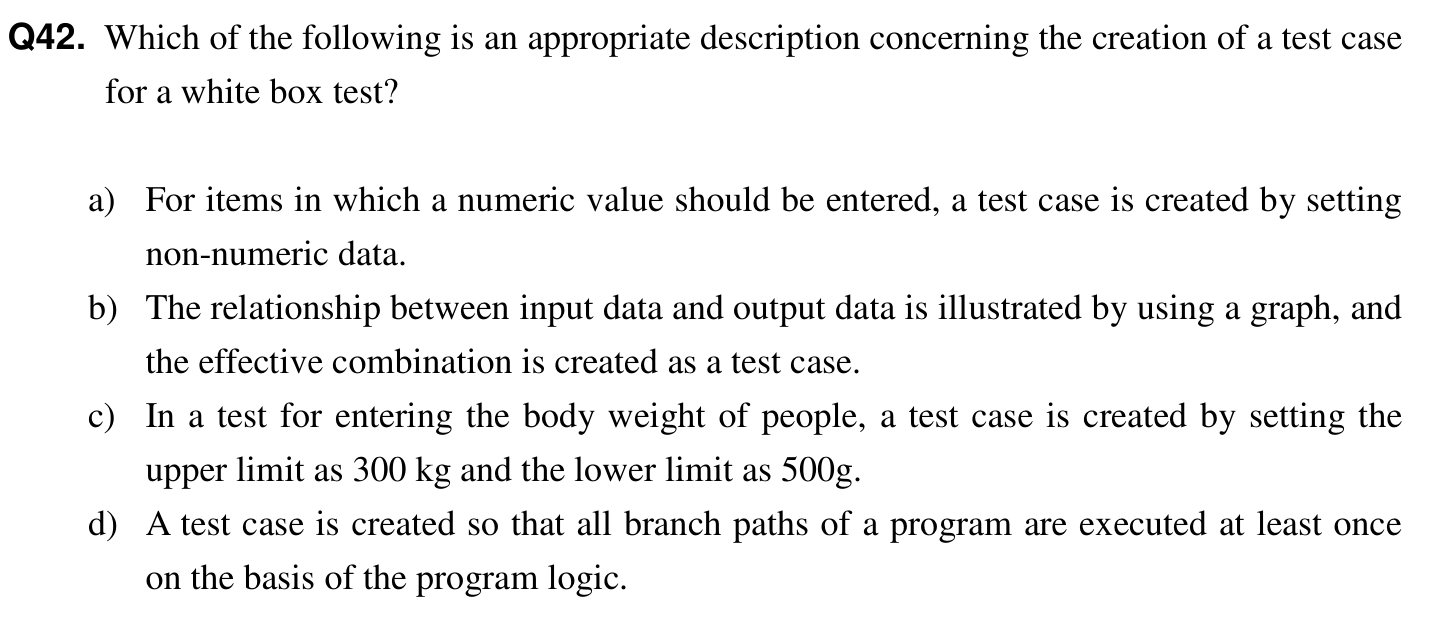 Q42. Which of the following is an appropriate description concerning the creation of a test case
for a white box test?
a) For items in which a numeric value should be entered, a test case is created by setting
non-numeric data.
b) The relationship between input data and output data is illustrated by using a graph, and
the effective combination is created as a test case.
c) In a test for entering the body weight of people, a test case is created by setting the
upper limit as 300 kg and the lower limit as 500g.
d) A test case is created so that all branch paths of a program are executed at least once
on the basis of the program logic.